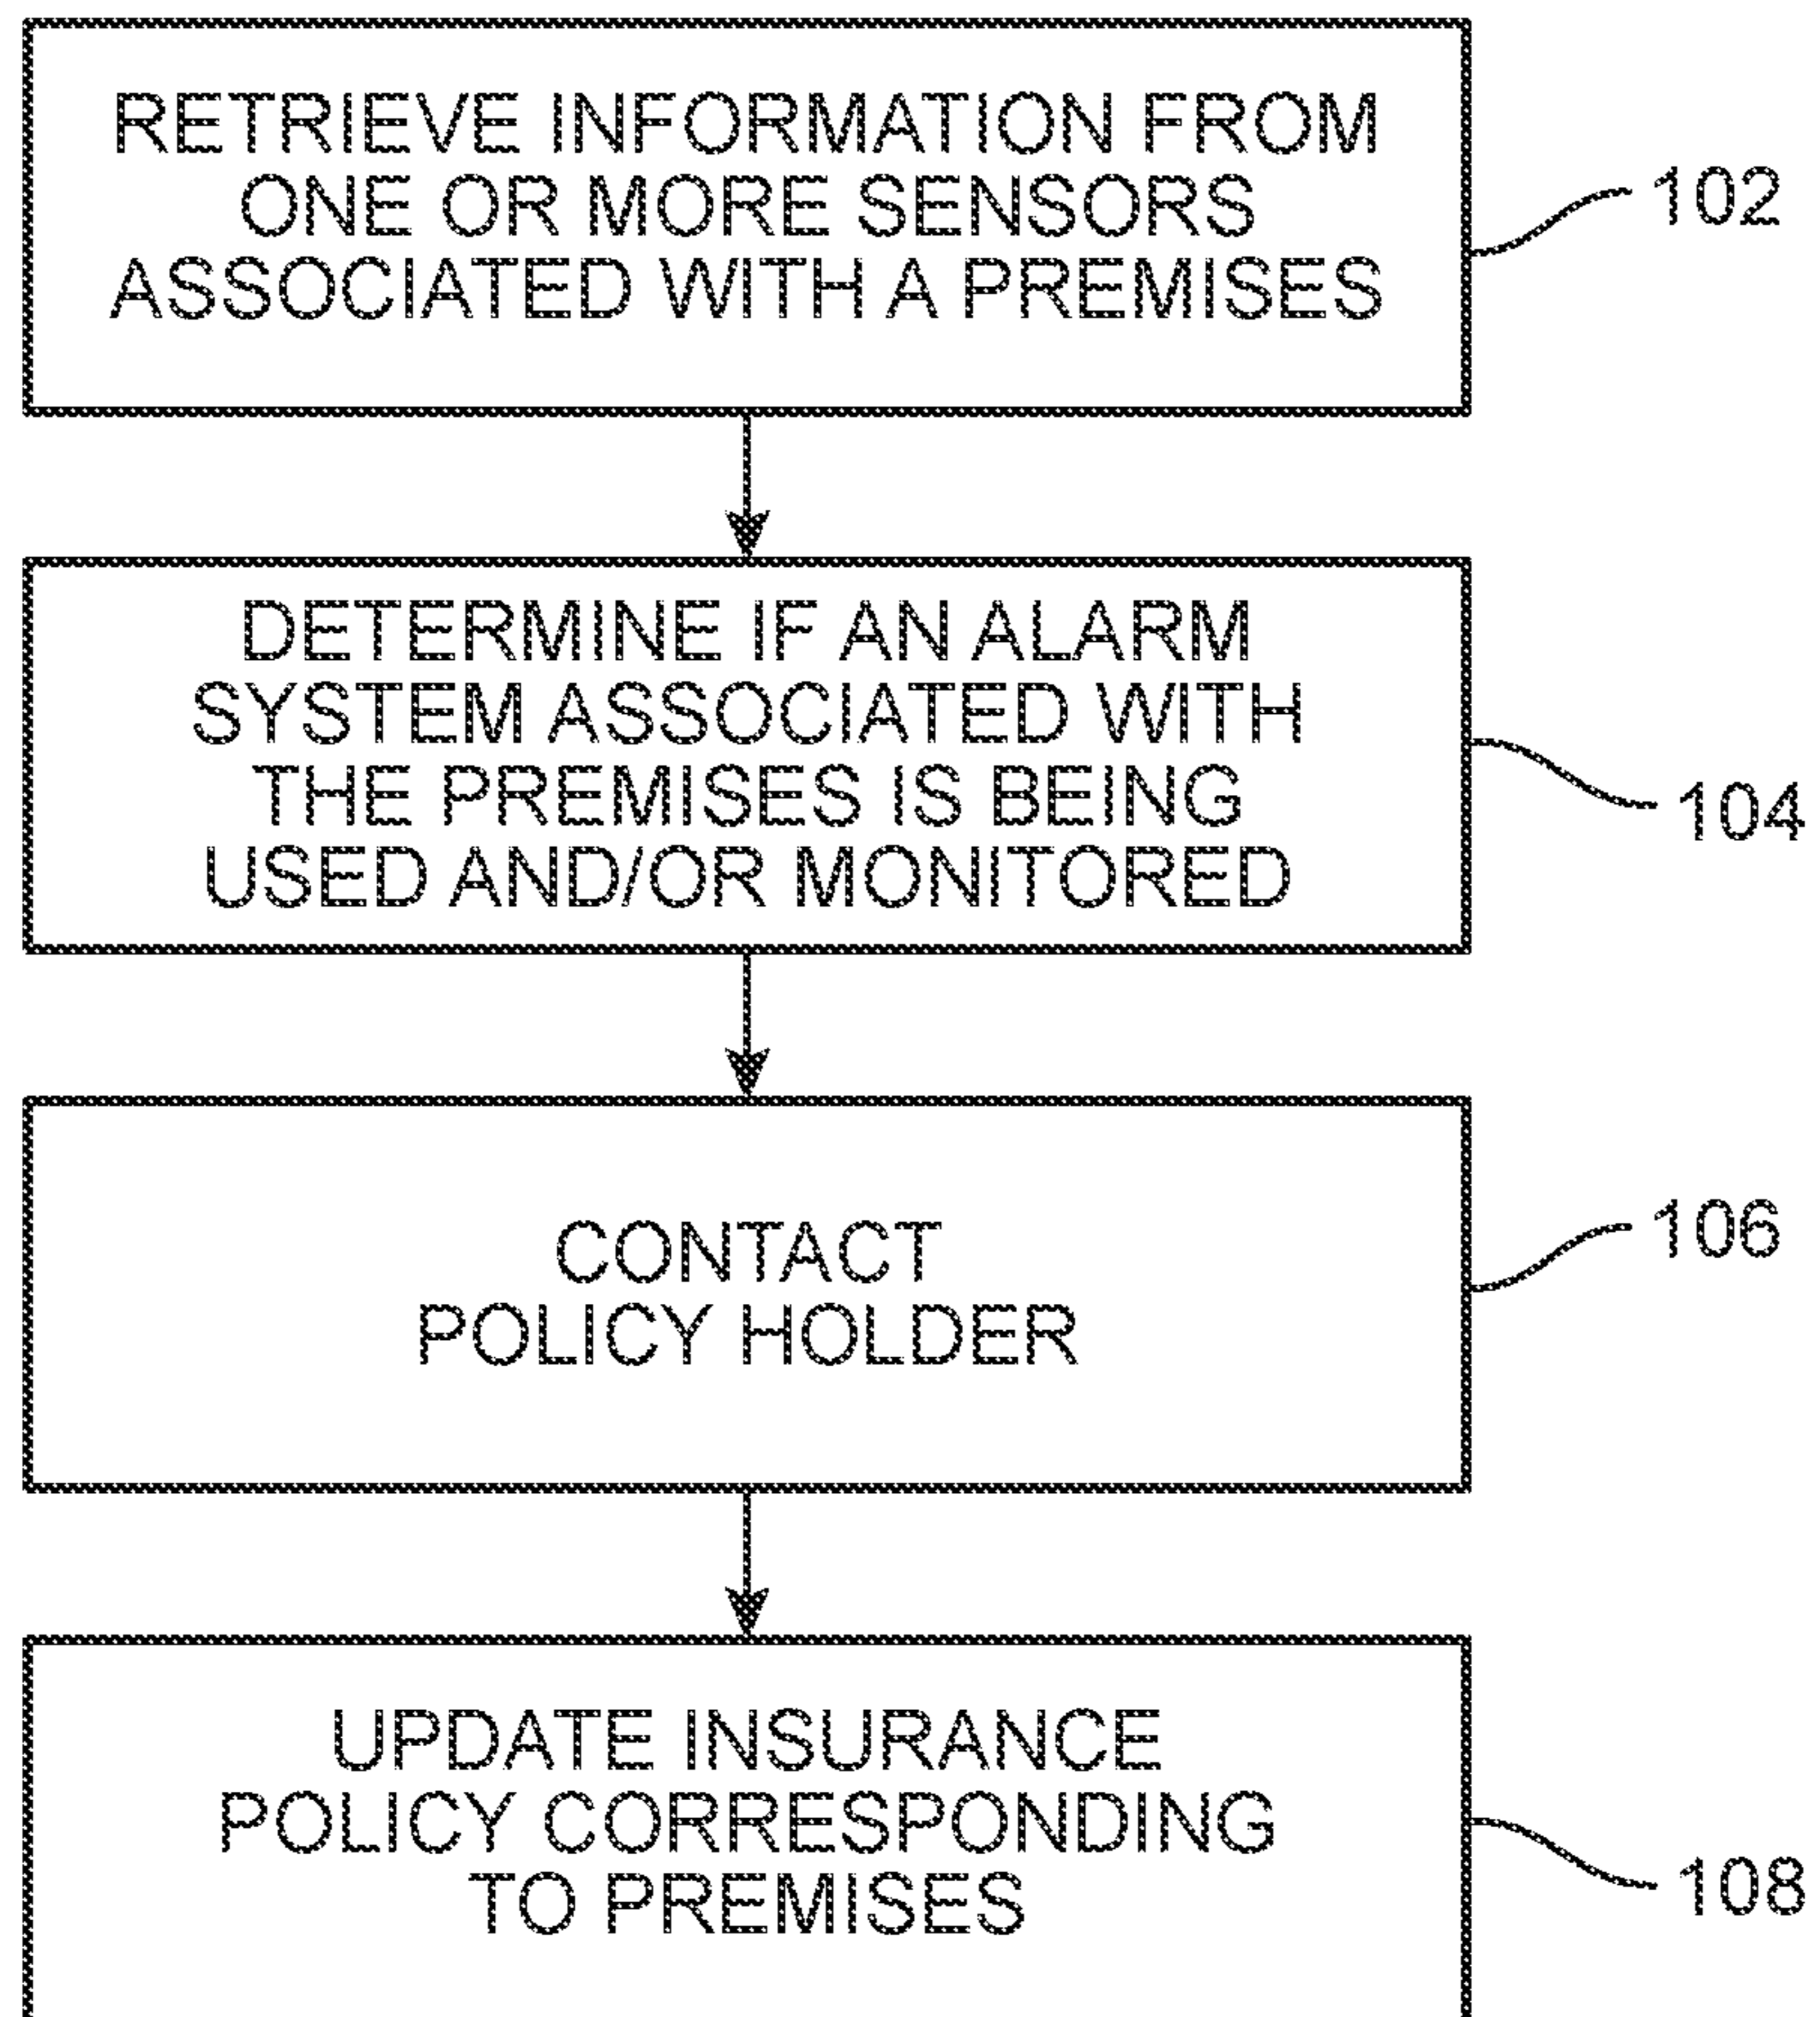 RETRIEVE INFORMATION FROM
ONE OR MORE SENSORS
ASSOCIATED WITH A PREMISES
102
DETERMINE IF AN ALARM
SYSTEM ASSOCIATED WITH
THE PREMISES IS BEING
USED AND/OR MONITORED
104
CONTACT
POLICY HOLDER
106
UPDATE INSURANCE
POLICY CORRESPONDING
TO PREMISES
108